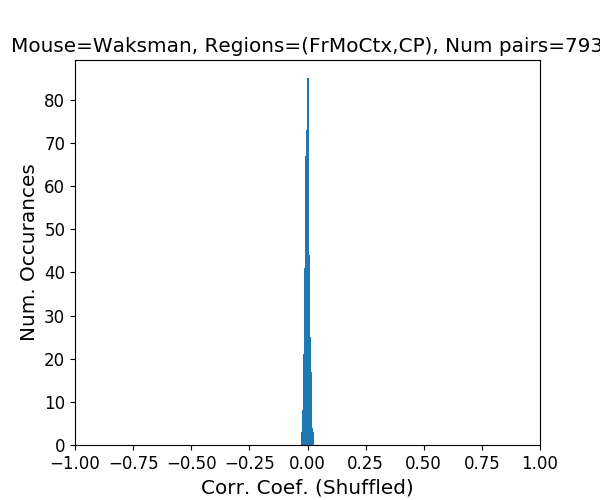 Mouse=Waksman, Regions=(FrMoCtx,CP), Num pairs=793
80
70
60
50
40
30
20
10
0
Num. Occurances
−1.00 −0.75 −0.50 −0.25 0.00 0.25 0.50 0.75 1.00
Corr. Coef. (Shuffled)